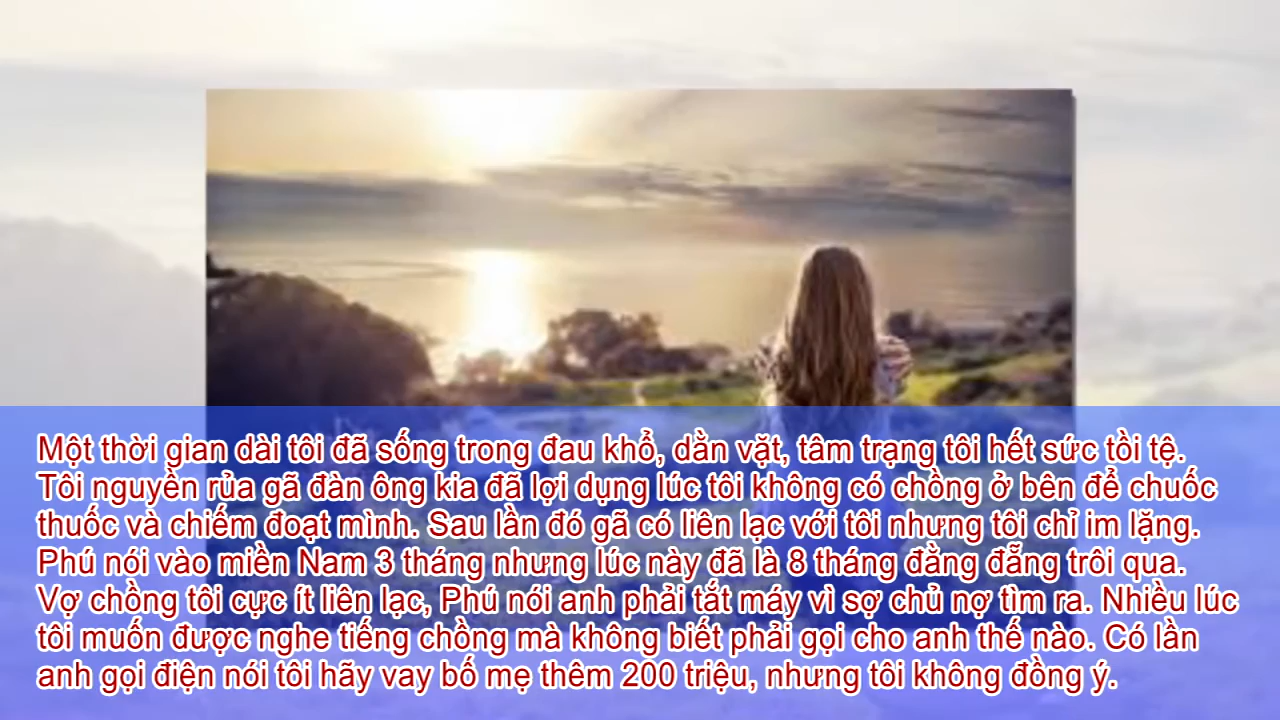 Một thời gian dài tôi đã sống trong đau khổ, dằn vặt, tâm trạng tôi hết sức tồi tệ.
Tôi nguyền rủa gã đàn ông kia đã lợi dụng lúc tôi không có chồng ở bên để chuốc
thuốc và chiếm đoạt mình. Sau lần đó gã có liên lạc với tôi nhưng tôi chỉ im lặng.
Phú nói vào miền Nam 3 tháng nhưng lúc này đã là 8 tháng đằng đẵng trôi qua.
Vợ chồng tôi cực ít liên lạc, Phú nói anh phải tắt máy vì sợ chủ nợ tìm ra. Nhiều lúc
tôi muốn được nghe tiếng chồng mà không biết phải gọi cho anh thế nào. Có lần
anh gọi điện nói tôi hãy vay bố mẹ thêm 200 triệu, nhưng tôi không đồng ý.